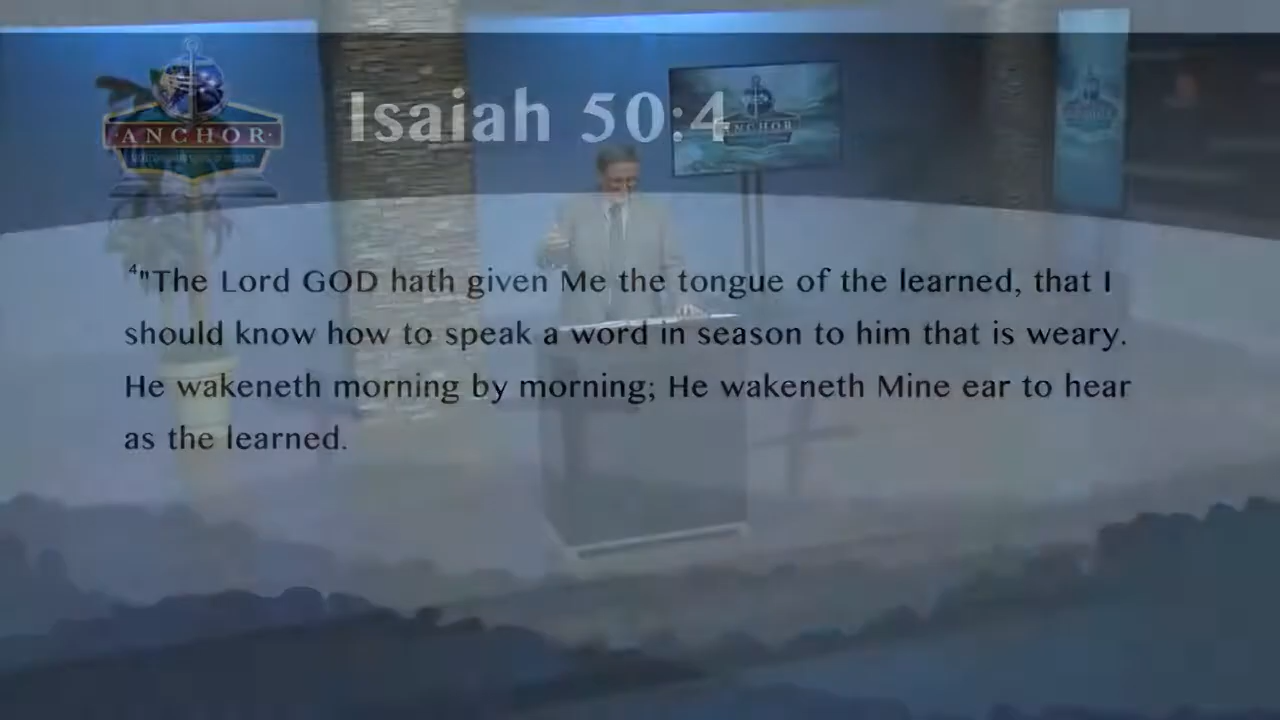 Isaiah 50:4
ANCHOR
ANCHOR
4"The Lord GOD hath given Me the tongue of the learned, that I
should know how to speak a word in season to him that is weary.
He wakeneth morning by morning; He wakeneth Mine ear to hear
as the learned.